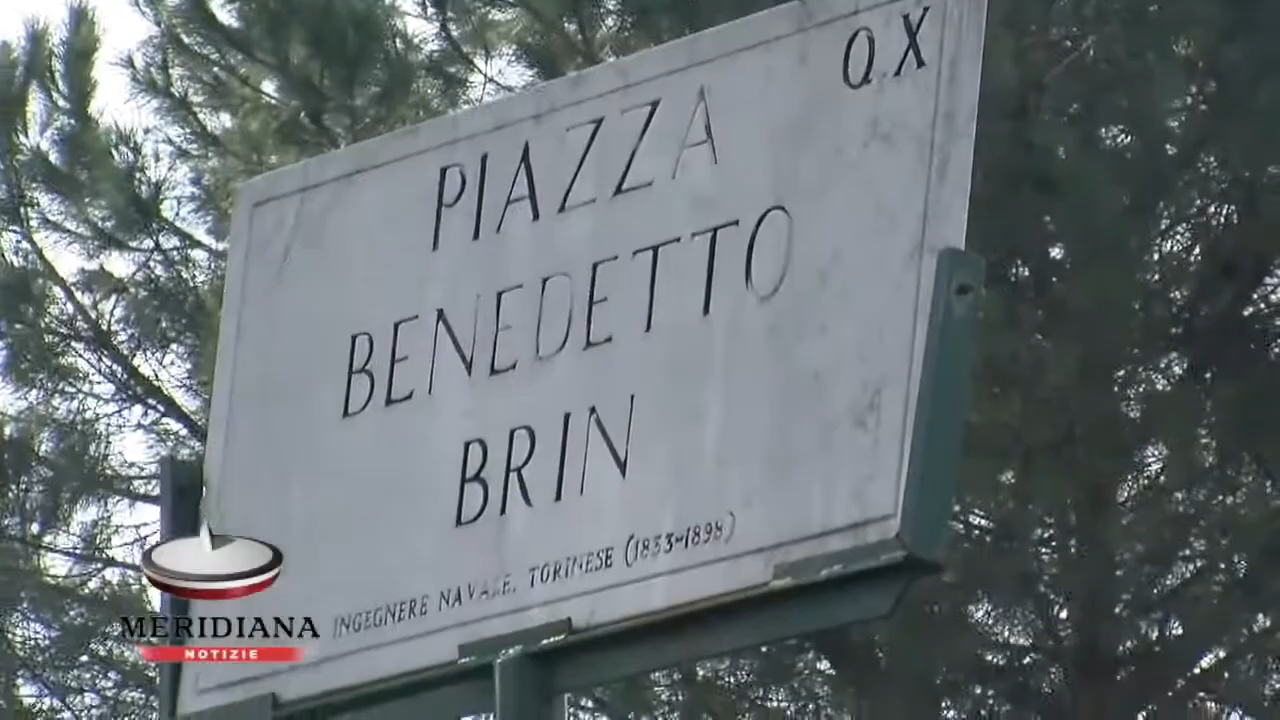 Q.X
PIAZZA
BENEDETTO
BRIN
INGEGNERE NAVALE, TORINESE (1833-1898)
MERIDIANA
NOTIZIE